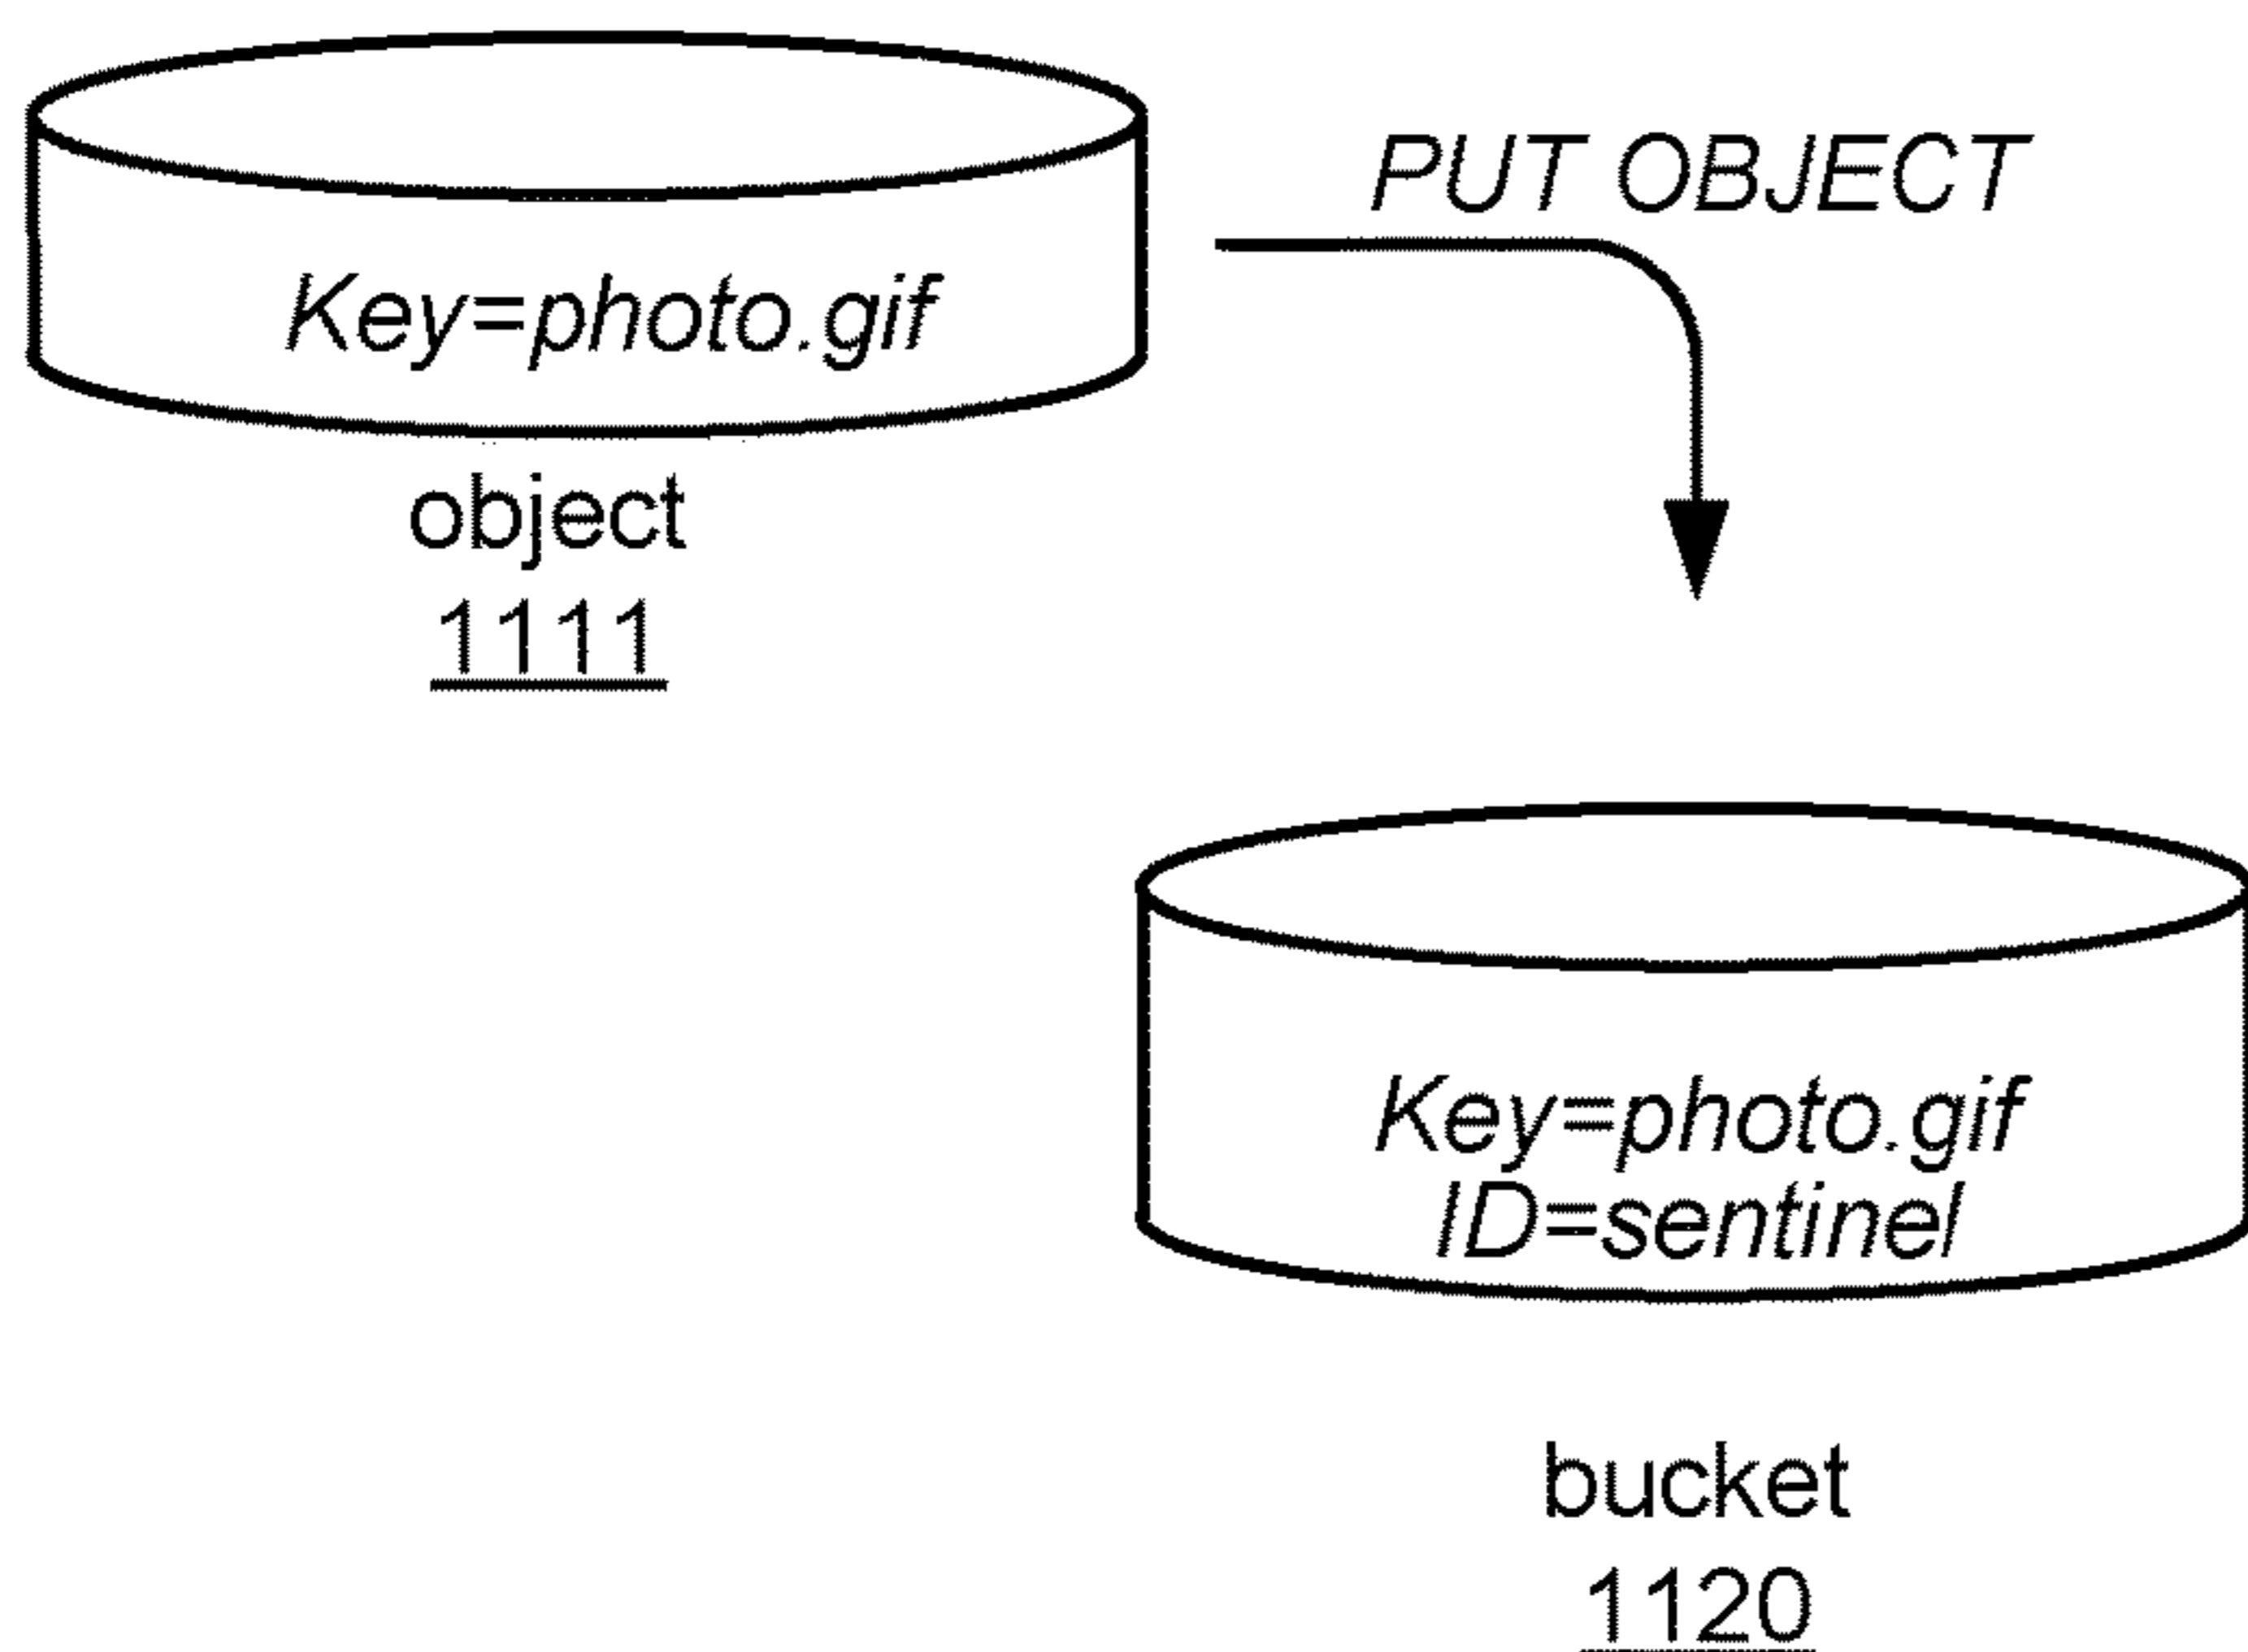 PUT OBJECT
Key=photo.gif
object
1111
Key=photo.gif
ID=sentinel
bucket
1120